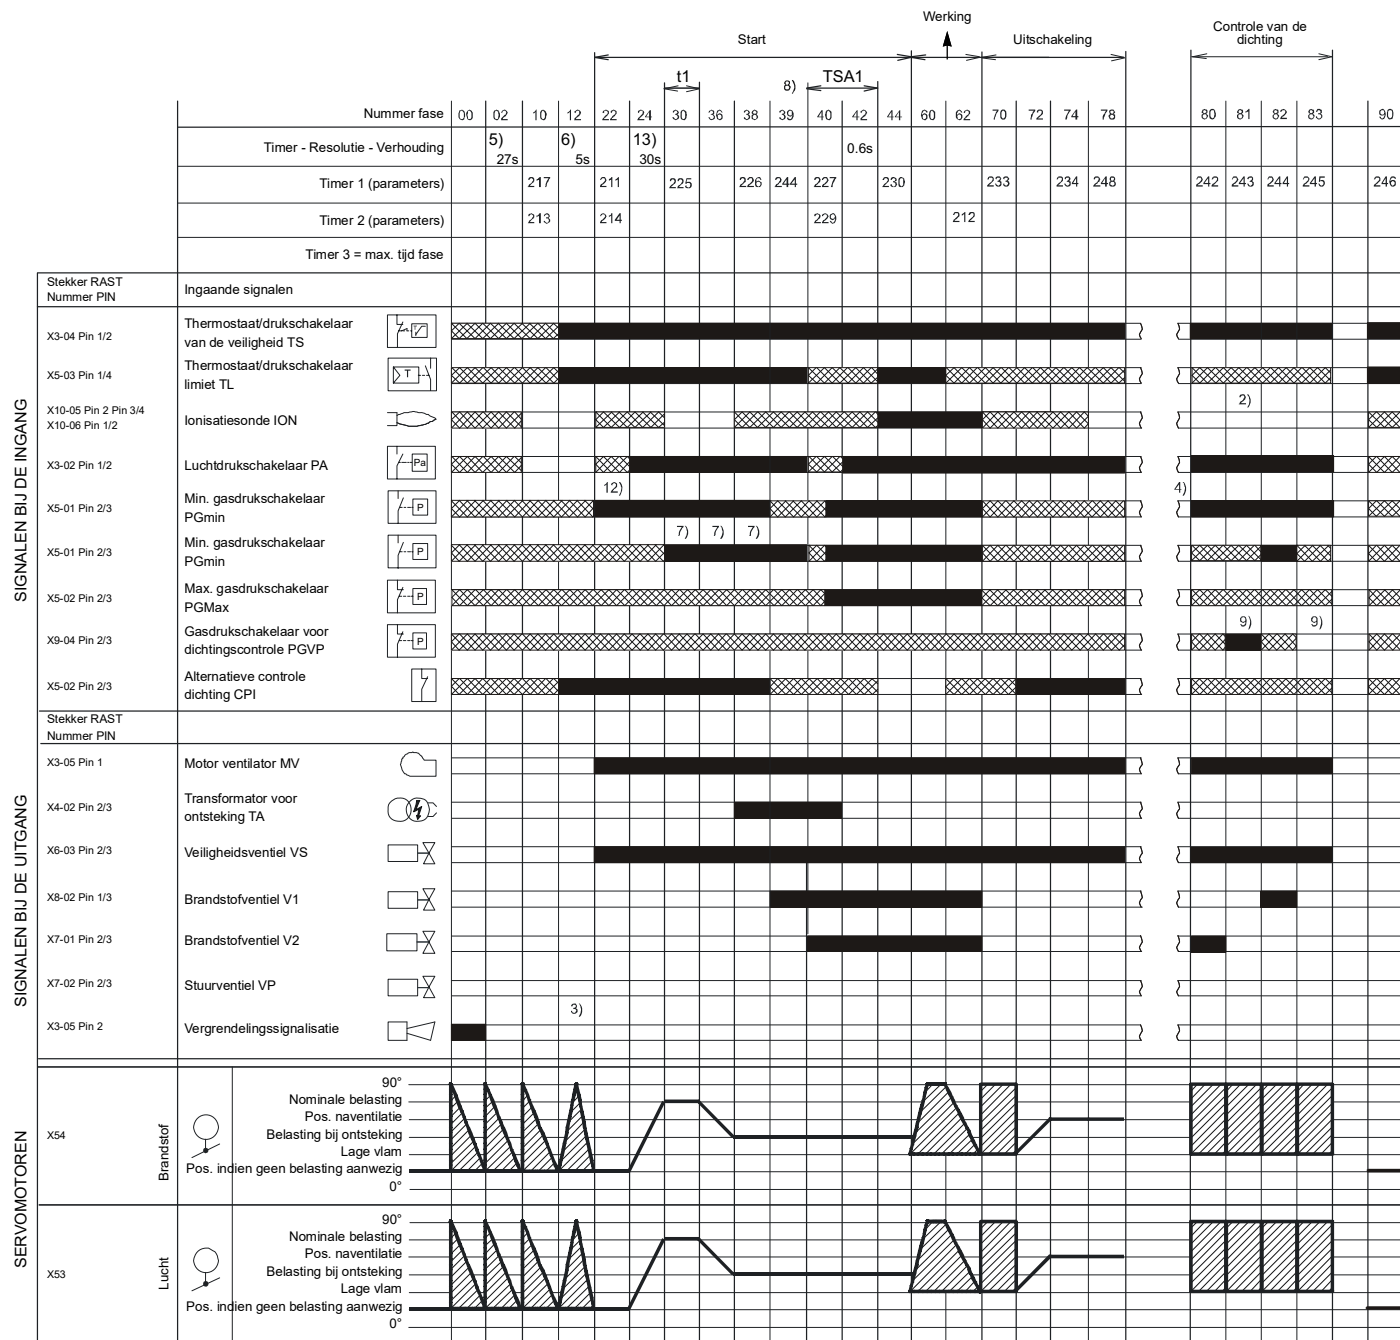 Werking
Start
Uitschakeling
Controle van de
dichting
t1
8)
TSA1
Nummer fase 00 02 10 12 22 24 30 36 38 39 40 42 44 60 62 70 72 74 78 80 81 82 83 90
Timer - Resolutie - Verhouding 5) 27s 6) 5s 13) 30s 0.6s
Timer 1 (parameters) 217 211 225 226 244 227 230 233 234 248 242 243 244 245 246
Timer 2 (parameters) 213 214 229 212
Timer 3 = max. tijd fase
Stekker RAST
Nummer PIN
Ingaande signalen
SIGNALEN BIJ DE INGANG
X3-04 Pin 1/2
Thermostaat/drukschakelaar
van de veiligheid TS
X5-03 Pin 1/4
Thermostaat/drukschakelaar
limiet TL
T
2)
X10-05 Pin 2 Pin 3/4
X10-06 Pin 1/2
Ionisatiesonde ION
X3-02 Pin 1/2
Luchtdrukschakelaar PA
Pa
12)
4)
X5-01 Pin 2/3
Min. gasdrukschakelaar
PGmin
P
7) 7) 7)
X5-01 Pin 2/3
Min. gasdrukschakelaar
PGmin
P
X5-02 Pin 2/3
Max. gasdrukschakelaar
PGMax
P
9) 9)
X9-04 Pin 2/3
Gasdrukschakelaar voor
dichtingscontrole PGVP
P
X5-02 Pin 2/3
Alternatieve controle
dichting CPI
Stekker RAST
Nummer PIN
SIGNALEN BIJ DE UITGANG
X3-05 Pin 1
Motor ventilator MV
X4-02 Pin 2/3
Transformator voor
ontsteking TA
X6-03 Pin 2/3
Veiligheidsventiel VS
X8-02 Pin 1/3
Brandstofventiel V1
X7-01 Pin 2/3
Brandstofventiel V2
X7-02 Pin 2/3
Stuurventiel VP
3)
X3-05 Pin 2
Vergrendelingssignalisatie
SERVOMOTOREN
X54
Brandstof
90°
Nominale belasting
Pos. naventilatie
Belasting bij ontsteking
Lage vlam
Pos. indien geen belasting aanwezig
0°
X53
Lucht
90°
Nominale belasting
Pos. naventilatie
Belasting bij ontsteking
Lage vlam
Pos. indien geen belasting aanwezig
0°